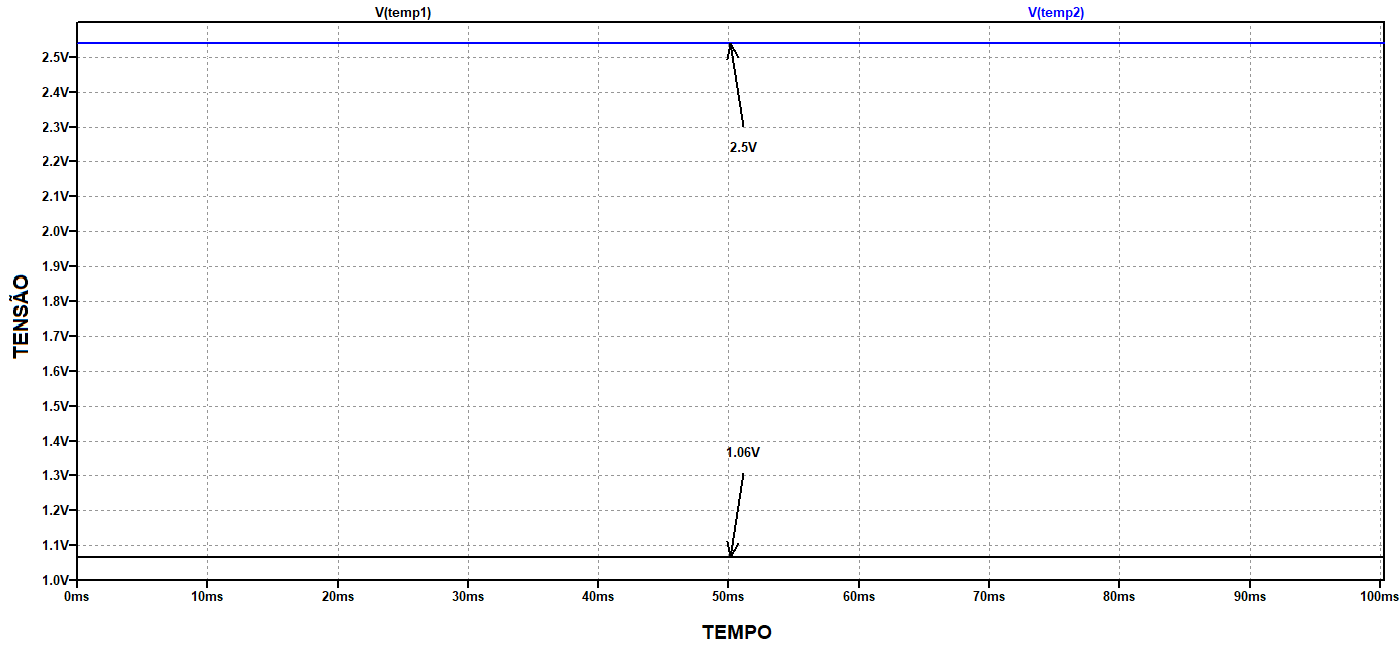 V(temp1) V(temp2)
2.5V
2.4V
2.3V
2.2V
2.1V
2.0V
1.9V
1.8V
1.7V
1.6V
1.5V
1.4V
1.3V
1.2V
1.1V
1.0V
2.5V
1.06V
TENSÃO
0ms 10ms 20ms 30ms 40ms 50ms 60ms 70ms 80ms 90ms 100ms
TEMPO